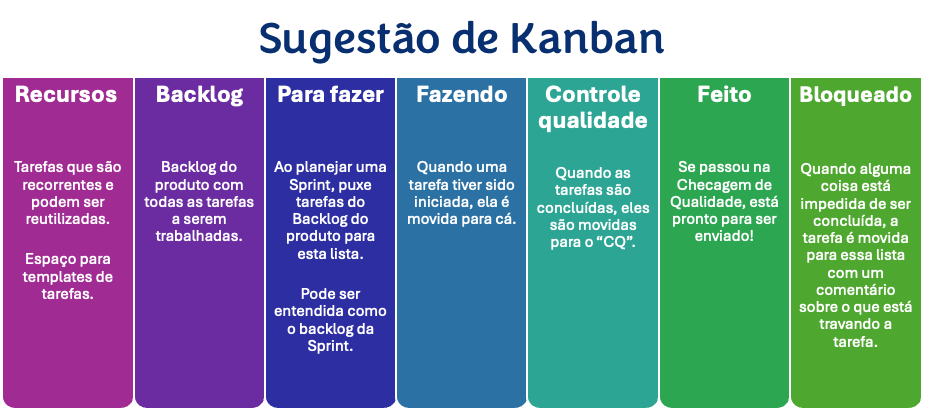 Sugestão de Kanban
Recursos
Tarefas que são
recorrentes e
podem ser
reutilizadas.
Espaço para
templates de
tarefas.
Backlog
Backlog do
produto com
todas as tarefas
a serem
trabalhadas.
Para fazer
Ao planejar uma
Sprint, puxe
tarefas do
Backlog do
produto para
esta lista.
Pode ser
entendida como
o backlog da
Sprint.
Fazendo
Quando uma
tarefa tiver sido
iniciada, ela é
movida para cá.
Controle
qualidade
Quando as
tarefas são
concluídas, eles
são movidas
para o “CQ”.
Feito
Se passou na
Checagem de
Qualidade, está
pronto para ser
enviado!
Bloqueado
Quando alguma
coisa está
impedida de ser
concluída, a
tarefa é movida
para essa lista
com um
comentário
sobre o que está
travando a
tarefa.